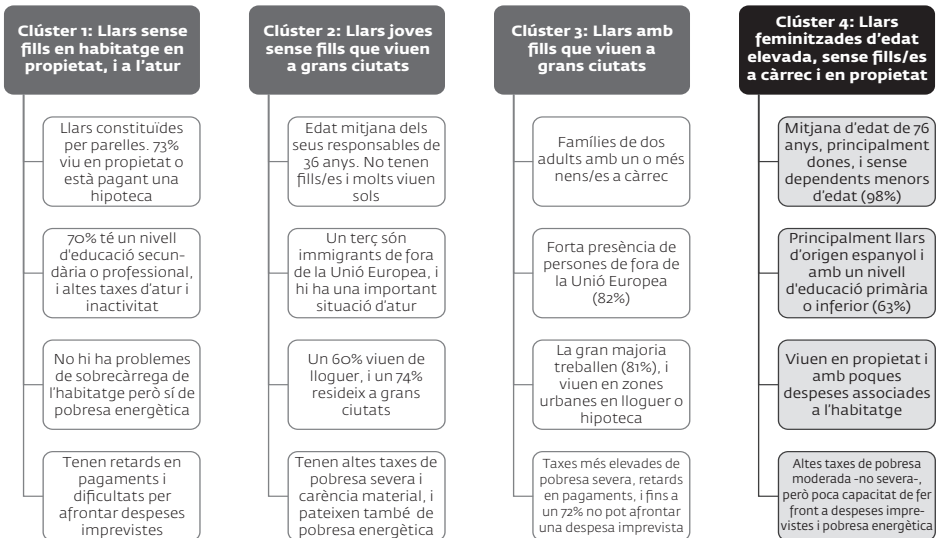 Clúster 1: Llars sense
fills en habitatge en
propietat, i a l'atur
Llars constituïdes
per parelles. 73%
viu en propietat o
està pagant una
hipoteca
70% té un nivell
d'educació secun-
dària o professional,
i altes taxes d'atur i
inactivitat
No hi ha problemes
de sobrecàrrega de
l'habitatge però sí de
pobresa energètica
Tenen retards en
pagaments i
dificultats per
afrontar despeses
imprevistes
Clúster 2: Llars joves
sense fills que viuen
a grans ciutats
Edat mitjana dels
seus responsables de
36 anys. No tenen
fills/es i molts viuen
sols
Un terç són
immigrants de fora
de la Unió Europea, i
hi ha una important
situació d'atur
Un 60% viuen de
lloguer, i un 74%
resideix a grans
ciutats
Tenen altes taxes de
pobresa severa i
carència material, i
pateixen també de
pobresa energètica
Clúster 3: Llars amb
fills que viuen a
grans ciutats
Famílies de dos
adults amb un o més
nens/es a càrrec
Forta presència de
persones de fora de
la Unió Europea
(82%)
La gran majoria
treballen (81%), i
viuen en zones
urbanes en lloguer o
hipoteca
Taxes més elevades de
pobresa severa, retards
en pagaments, i fins a
un 72% no pot afrontar
una despesa imprevista
Clúster 4: Llars
feminitzades d'edat
elevada, sense fills/es
a càrrec i en propietat
Mitjana d'edat de 76
anys, principalment
dones, i sense
dependents menors
d'edat (98%)
Principalment llars
d'origen espanyol i
amb un nivell
d'educació primària
o inferior (63%)
Viuen en propietat i
amb poques
despeses associades
a l'habitatge
Altes taxes de pobresa
moderada -no severa-,
però poca capacitat de fer
front a despeses impre-
vistes i pobresa energètica